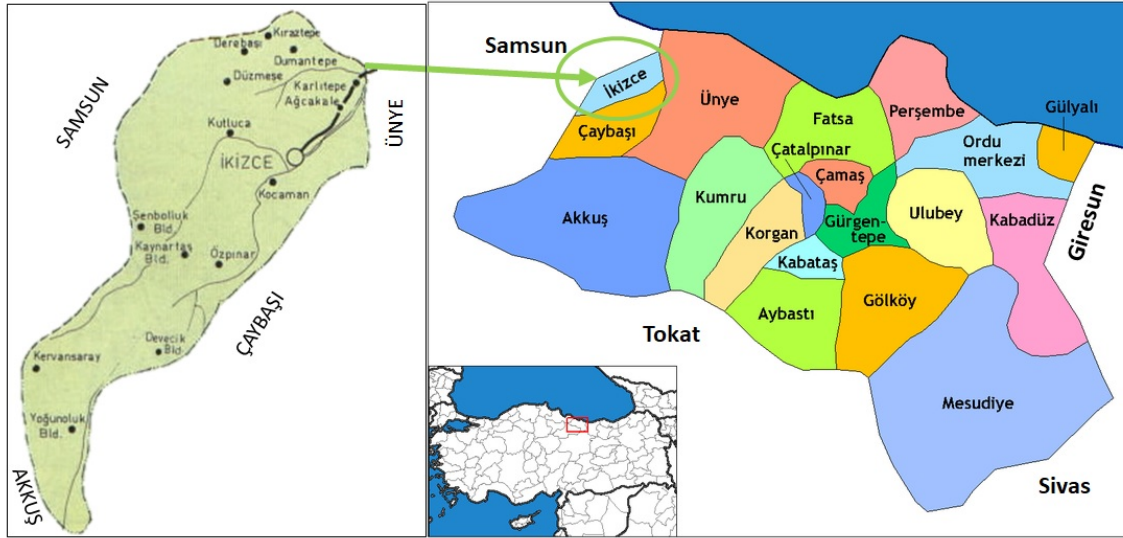 Kıraztepe
Derebaşı
Dumantepe
Düzmeşe
Karlıtepe
Ağcakale
SAMSUN
ÜNYE
Kutluca
İKİZCE
Kocaman
Şenbolluk
Bld.
Kaynartaş
Bld.
Özpınar
ÇAYBAŞI
Devecik
Bld.
Kervansaray
Yoğunoluk
Bld.
AKKUŞ
Samsun
İkizce
Çaybaşı
Ünye
Fatsa
Perşembe
Gülyalı
Ordu
merkezi
Çatalpınar
Çamaş
Akkuş
Kumru
Korgan
Gürgen-
tepe
Ulubey
Kabadüz
Giresun
Kabataş
Aybastı
Gölköy
Tokat
Mesudiye
Sivas